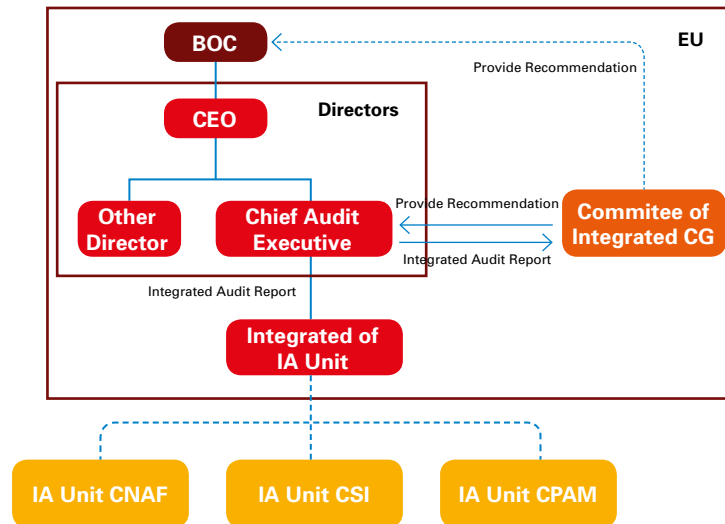 BOC
EU
Provide Recommendation
Directors
CEO
Other
Director
Chief Audit
Executive
Provide Recommendation
Integrated Audit Report
Commitee of
Integrated CG
Integrated Audit Report
Integrated of
IA Unit
IA Unit CNAF
IA Unit CSI
IA Unit CPAM